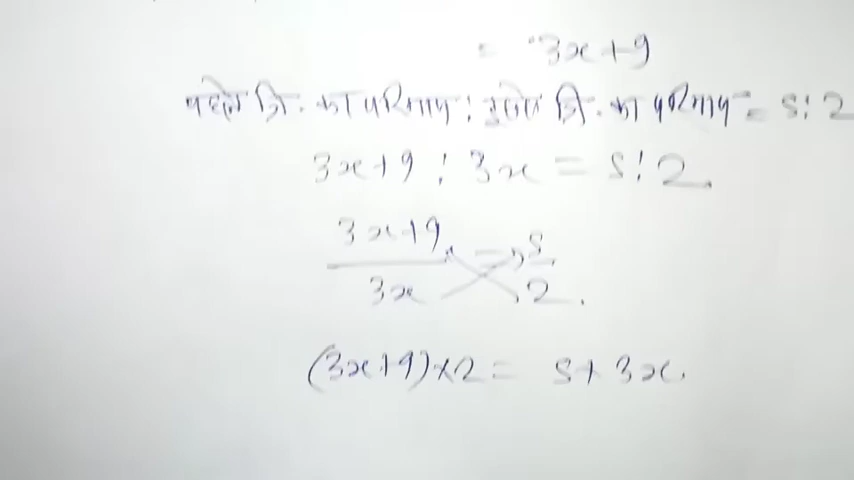 = 3x+9
पहले त्रि. का परिमाप : दुसरे त्रि. का परिमाप = 5:2
3x+9 : 3x = 5:2.
3x+9 = 5
3x 2.
(3x+9)×2 = 5+3x.